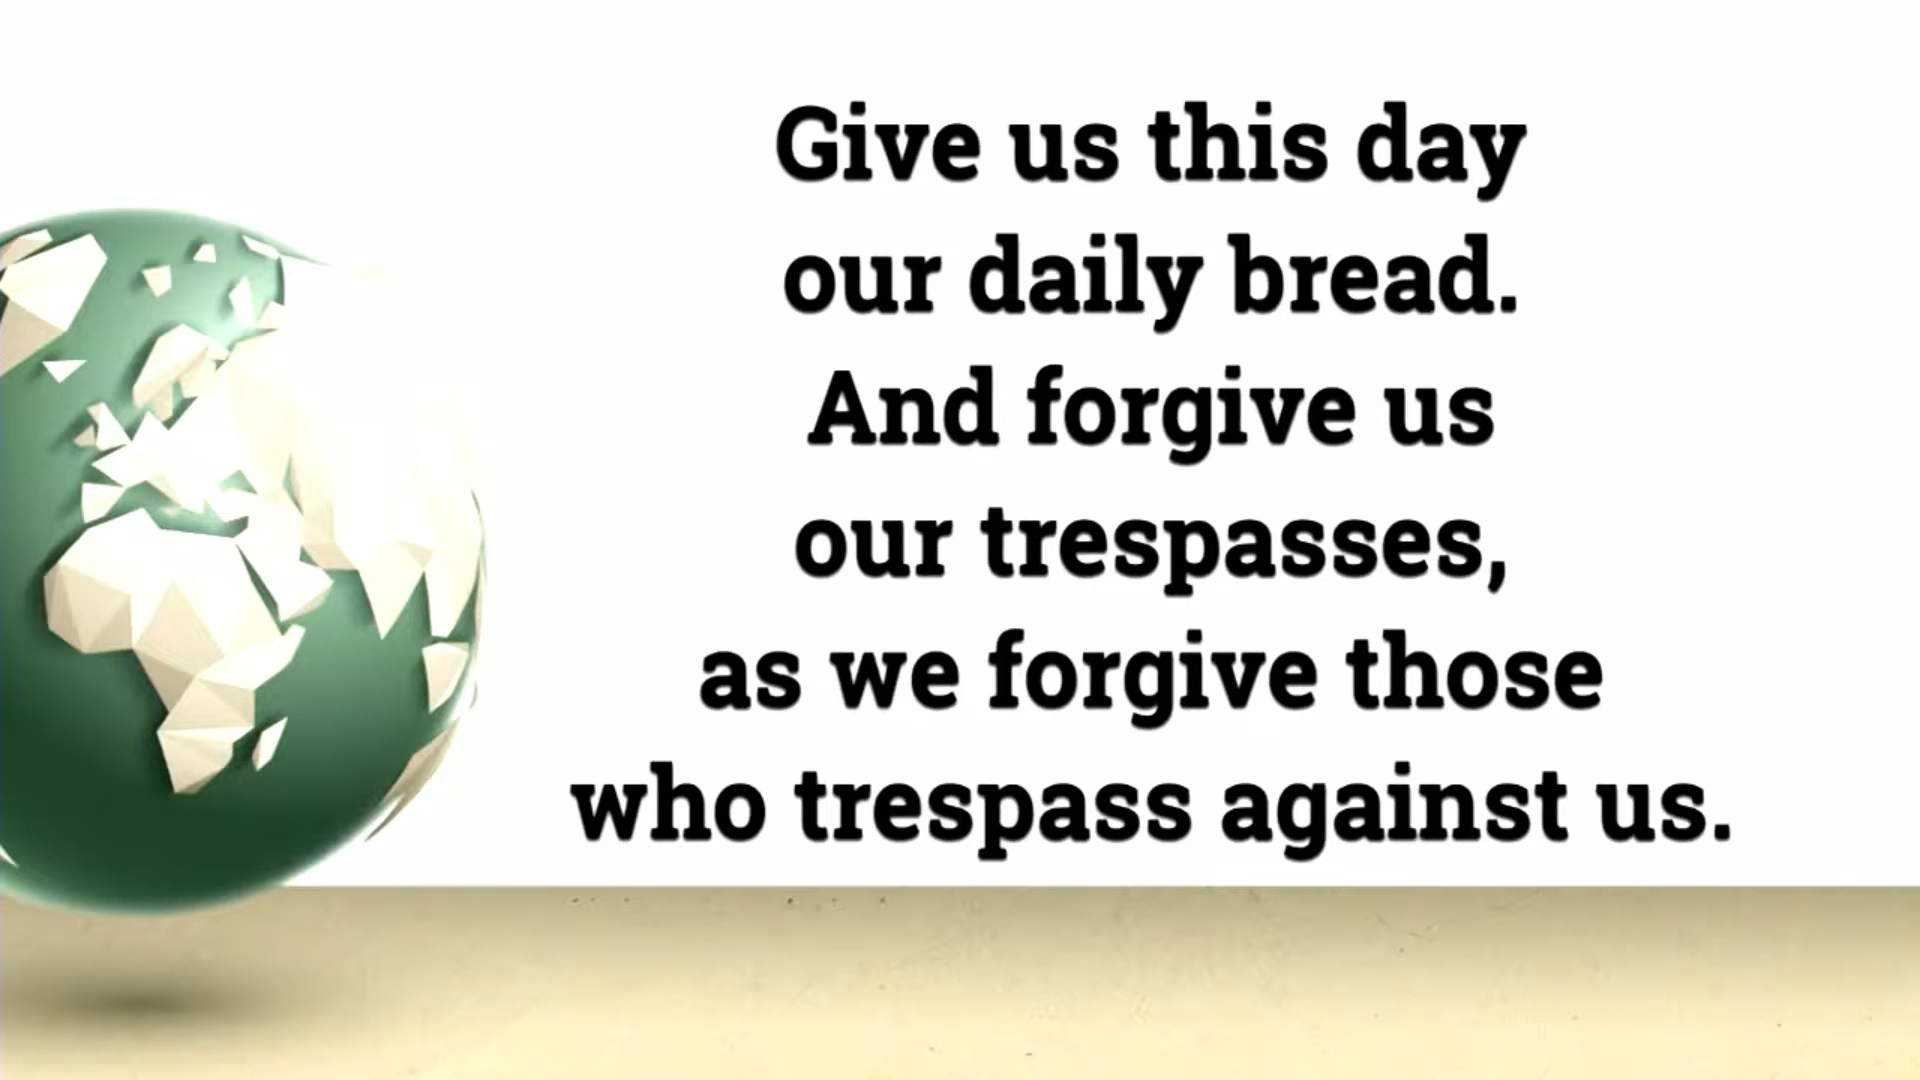 Give us this day
our daily bread.
And forgive us
our trespasses,
as we forgive those
who trespass against us.